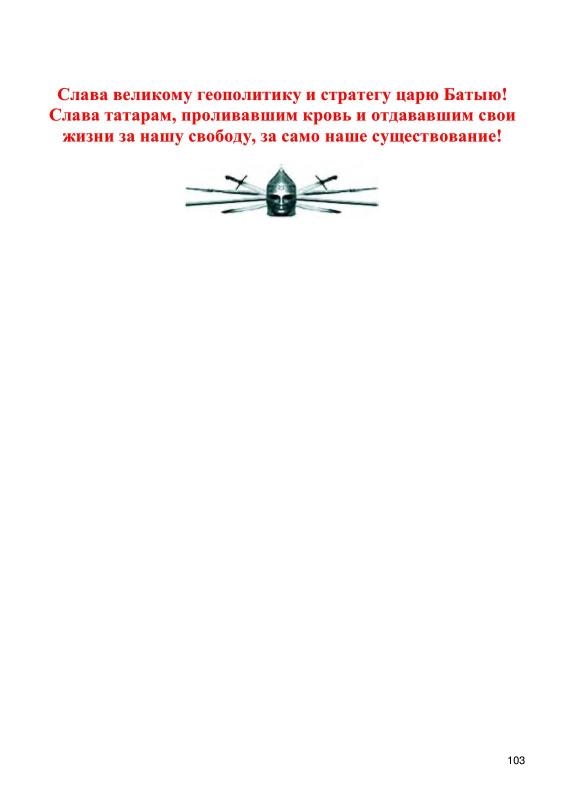 Слава великому геополитику и стратегу царю Батыю!
Слава татарам, проливавшим кровь и отдававшим свои
жизни за нашу свободу, за само наше существование!
103